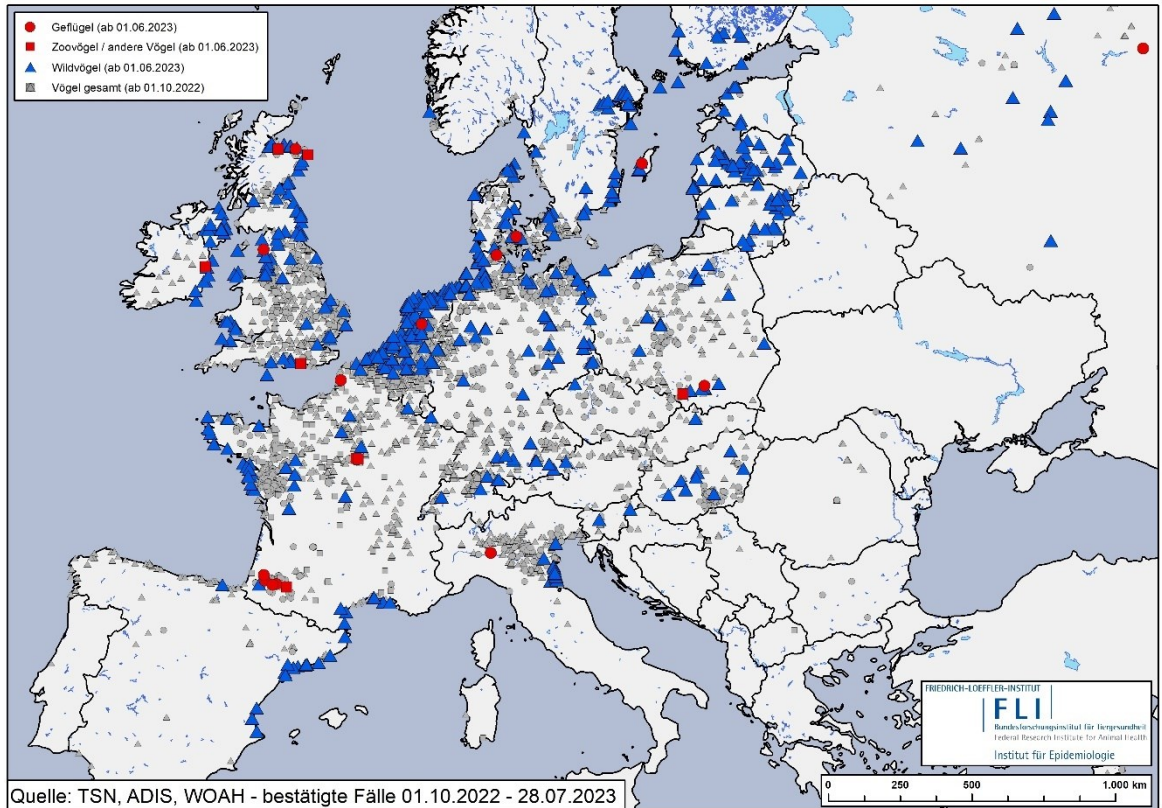 Geflügel (ab 01.06.2023)
Zoovögel / andere Vögel (ab 01.06.2023)
Wildvögel (ab 01.06.2023)
Vögel gesamt (ab 01.10.2022)
FRIEDRICH-LOEFFLER-INSTITUT
FLI
Bundesforschungsinstitut für Tiergesundheit
Federal Research Institute for Animal Health
Institut für Epidemiologie
Quelle: TSN, ADIS, WOAH - bestätigte Fälle 01.10.2022 - 28.07.2023
0 250 500 1.000 km